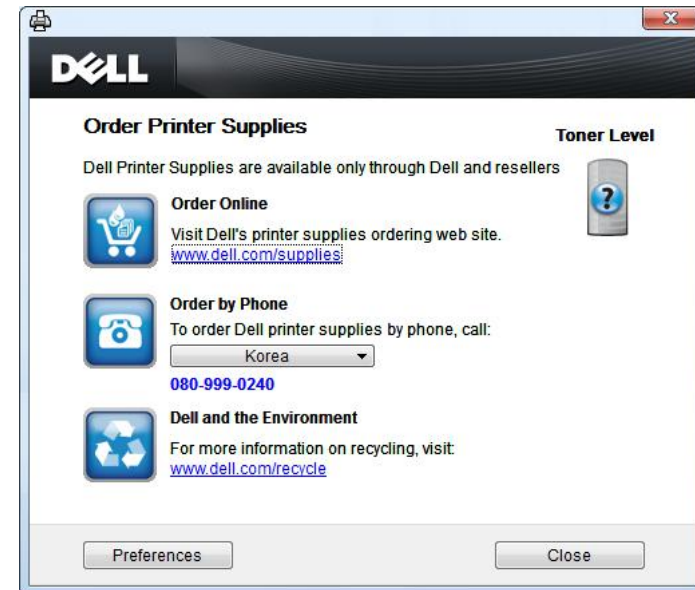 DELL
Order Printer Supplies
Toner Level
Dell Printer Supplies are available only through Dell and resellers
?
Order Online
Visit Dell's printer supplies ordering web site.
www.dell.com/supplies
Order by Phone
To order Dell printer supplies by phone, call:
Korea
080-999-0240
Dell and the Environment
For more information on recycling, visit:
www.dell.com/recycle
Preferences
Close